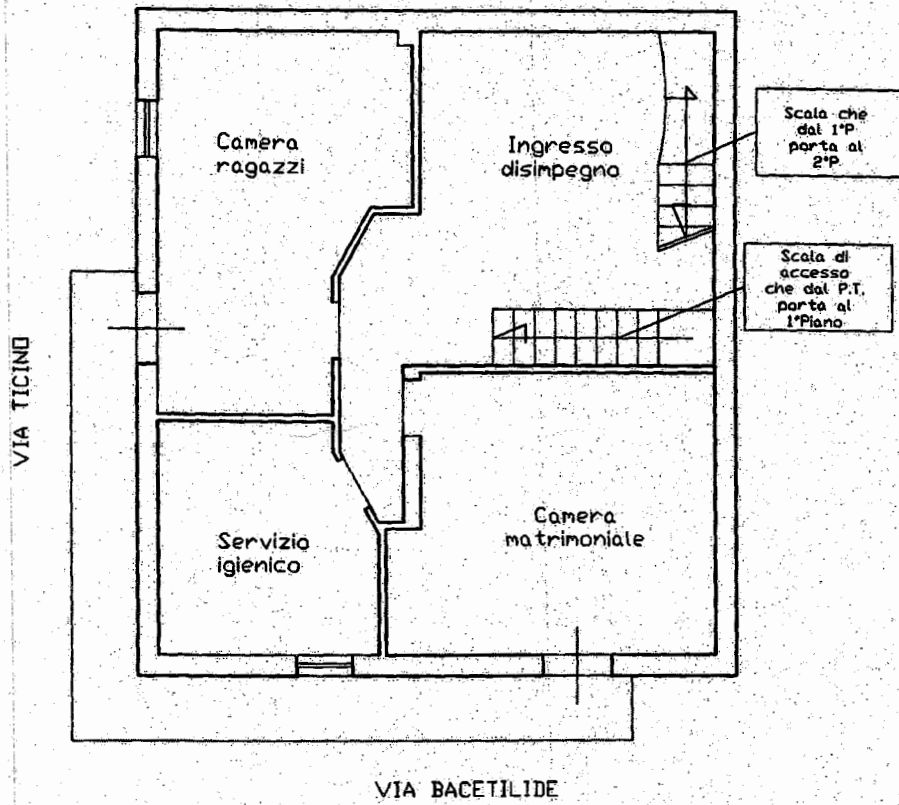 Camera
ragazzi
Ingresso
disimpegno
Scala che
dal 1°P
porta al
2°P
Scala di
accesso
che dal P.T.
porta al
1°Piano
VIA TICINO
Servizio
igienico
Camera
matrimoniale
VIA BACETILIDE